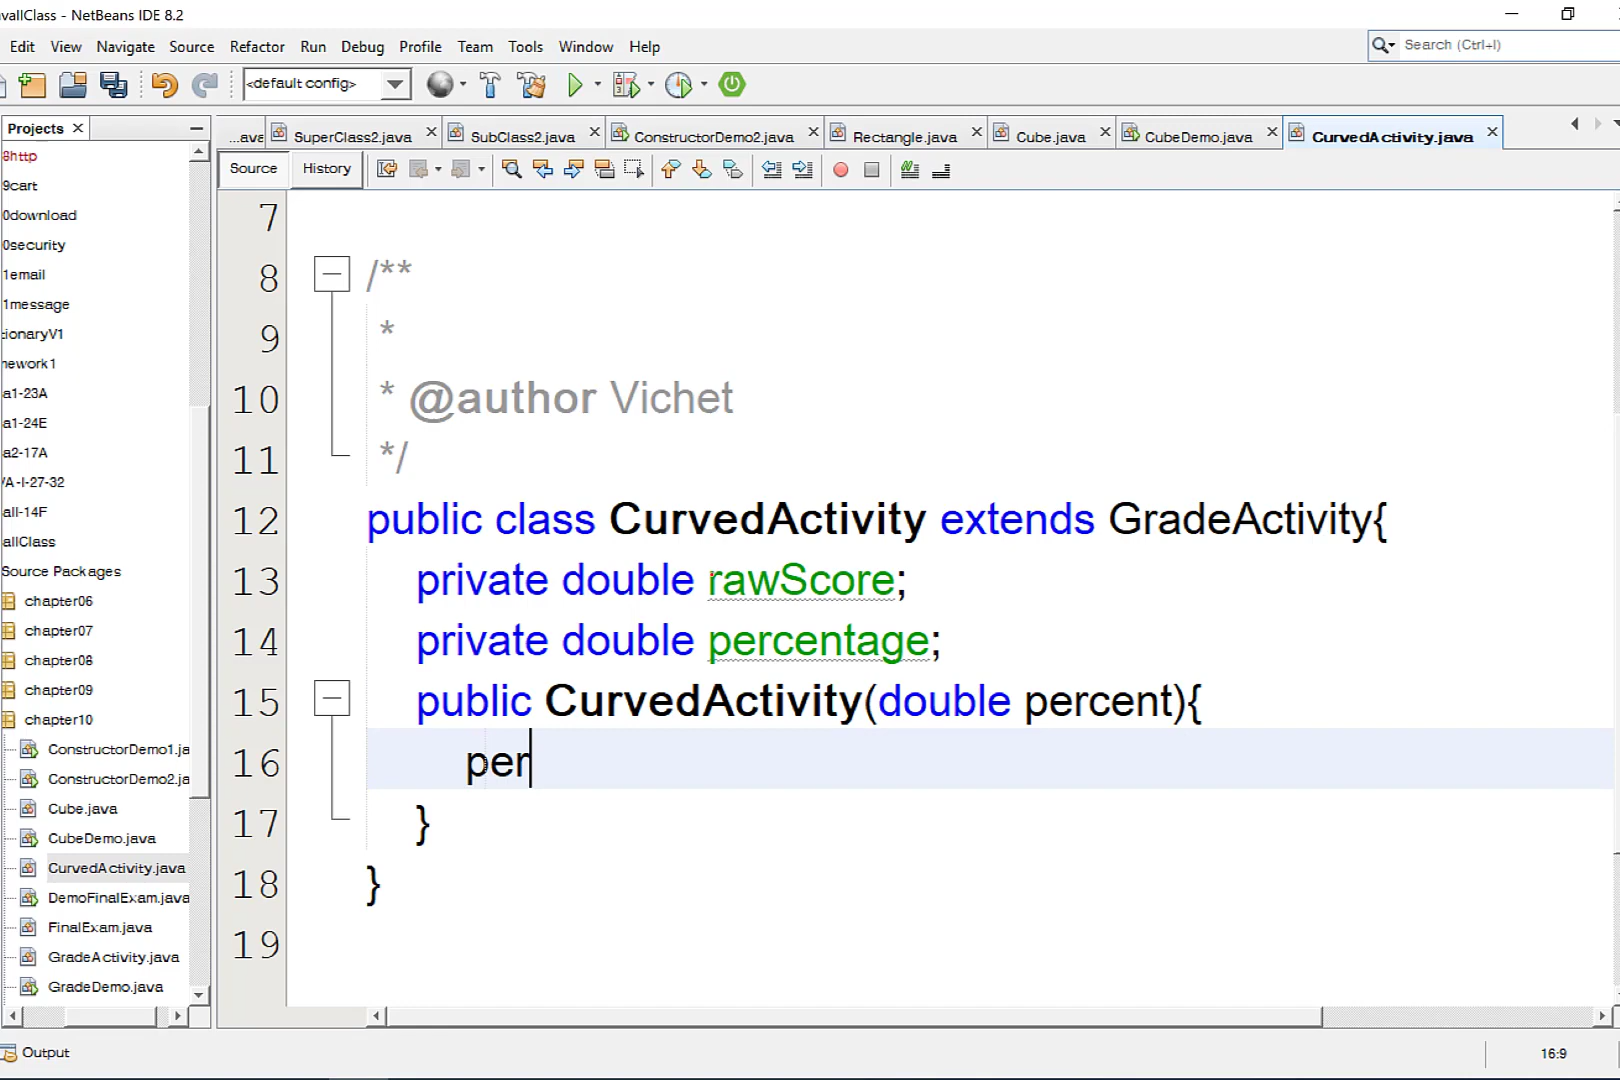 vallClass - NetBeans IDE 8.2
Edit View Navigate Source Refactor Run Debug Profile Team Tools Window Help
Search (Ctrl+I)
<default config>
Projects
...ava SuperClass2.java SubClass2.java ConstructorDemo2.java Rectangle.java Cube.java CubeDemo.java CurvedActivity.java
Source History
8http
9cart
0download
0security
1email
1message
tionaryV1
nework1
a1-23A
a1-24E
a2-17A
/A-I-27-32
all-14F
allClass
Source Packages
chapter06
chapter07
chapter08
chapter09
chapter10
ConstructorDemo1.ja
ConstructorDemo2.ja
Cube.java
CubeDemo.java
CurvedActivity.java
DemoFinalExam.java
FinalExam.java
GradeActivity.java
GradeDemo.java
7
8 /**
9 *
10 * @author Vichet
11 */
12 public class CurvedActivity extends GradeActivity{
13 private double rawScore;
14 private double percentage;
15 public CurvedActivity(double percent){
16 per
17 }
18 }
19
Output
16:9